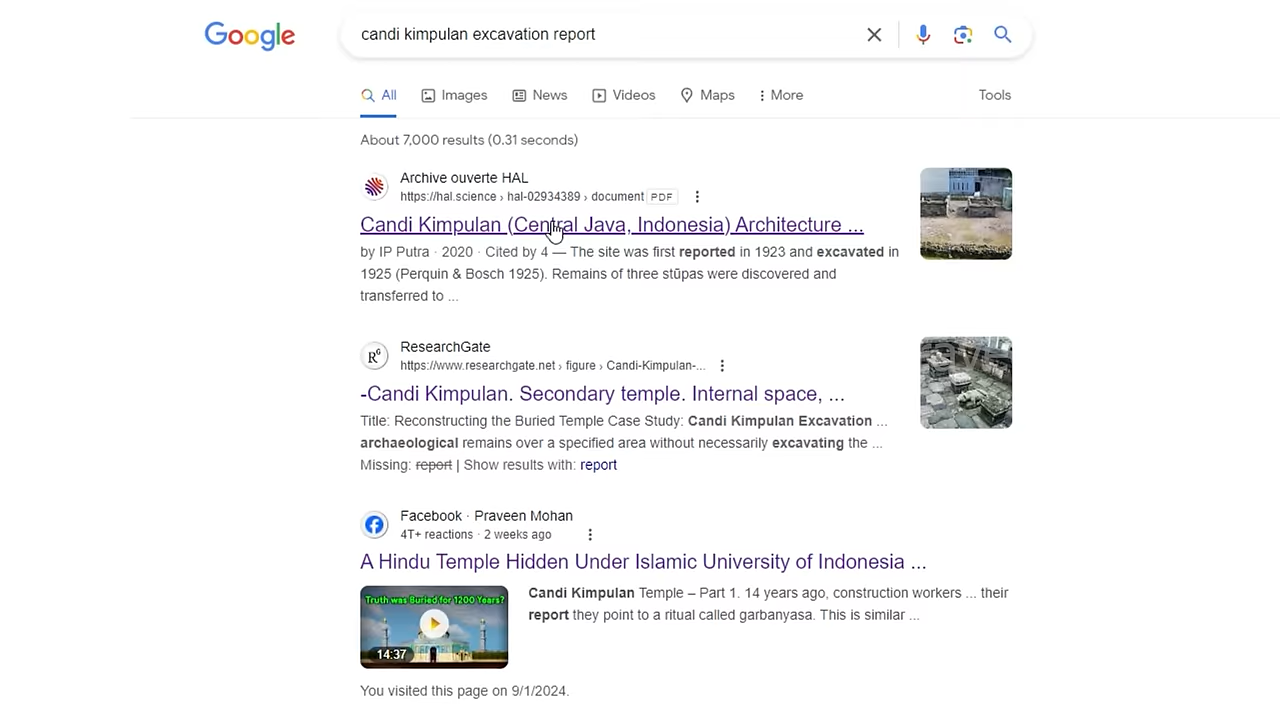 Google
candi kimpulan excavation report
All
Images
News
Videos
Maps
More
Tools
About 7,000 results (0.31 seconds)
Archive ouverte HAL
https://hal.science › hal-02934389 › document PDF
Candi Kimpulan (Central Java, Indonesia) Architecture ...
by IP Putra · 2020 · Cited by 4 — The site was first reported in 1923 and excavated in
1925 (Perquin & Bosch 1925). Remains of three stūpas were discovered and
transferred to ...
ResearchGate
https://www.researchgate.net › figure › Candi-Kimpulan-...
-Candi Kimpulan. Secondary temple. Internal space, ...
Title: Reconstructing the Buried Temple Case Study: Candi Kimpulan Excavation ...
archaeological remains over a specified area without necessarily excavating the ...
Missing: report | Show results with: report
Facebook · Praveen Mohan
4T+ reactions · 2 weeks ago
A Hindu Temple Hidden Under Islamic University of Indonesia ...
Truth was Buried for 1200 Years?
14:37
Candi Kimpulan Temple – Part 1. 14 years ago, construction workers ... their
report they point to a ritual called garbanyasa. This is similar ...
You visited this page on 9/1/2024.